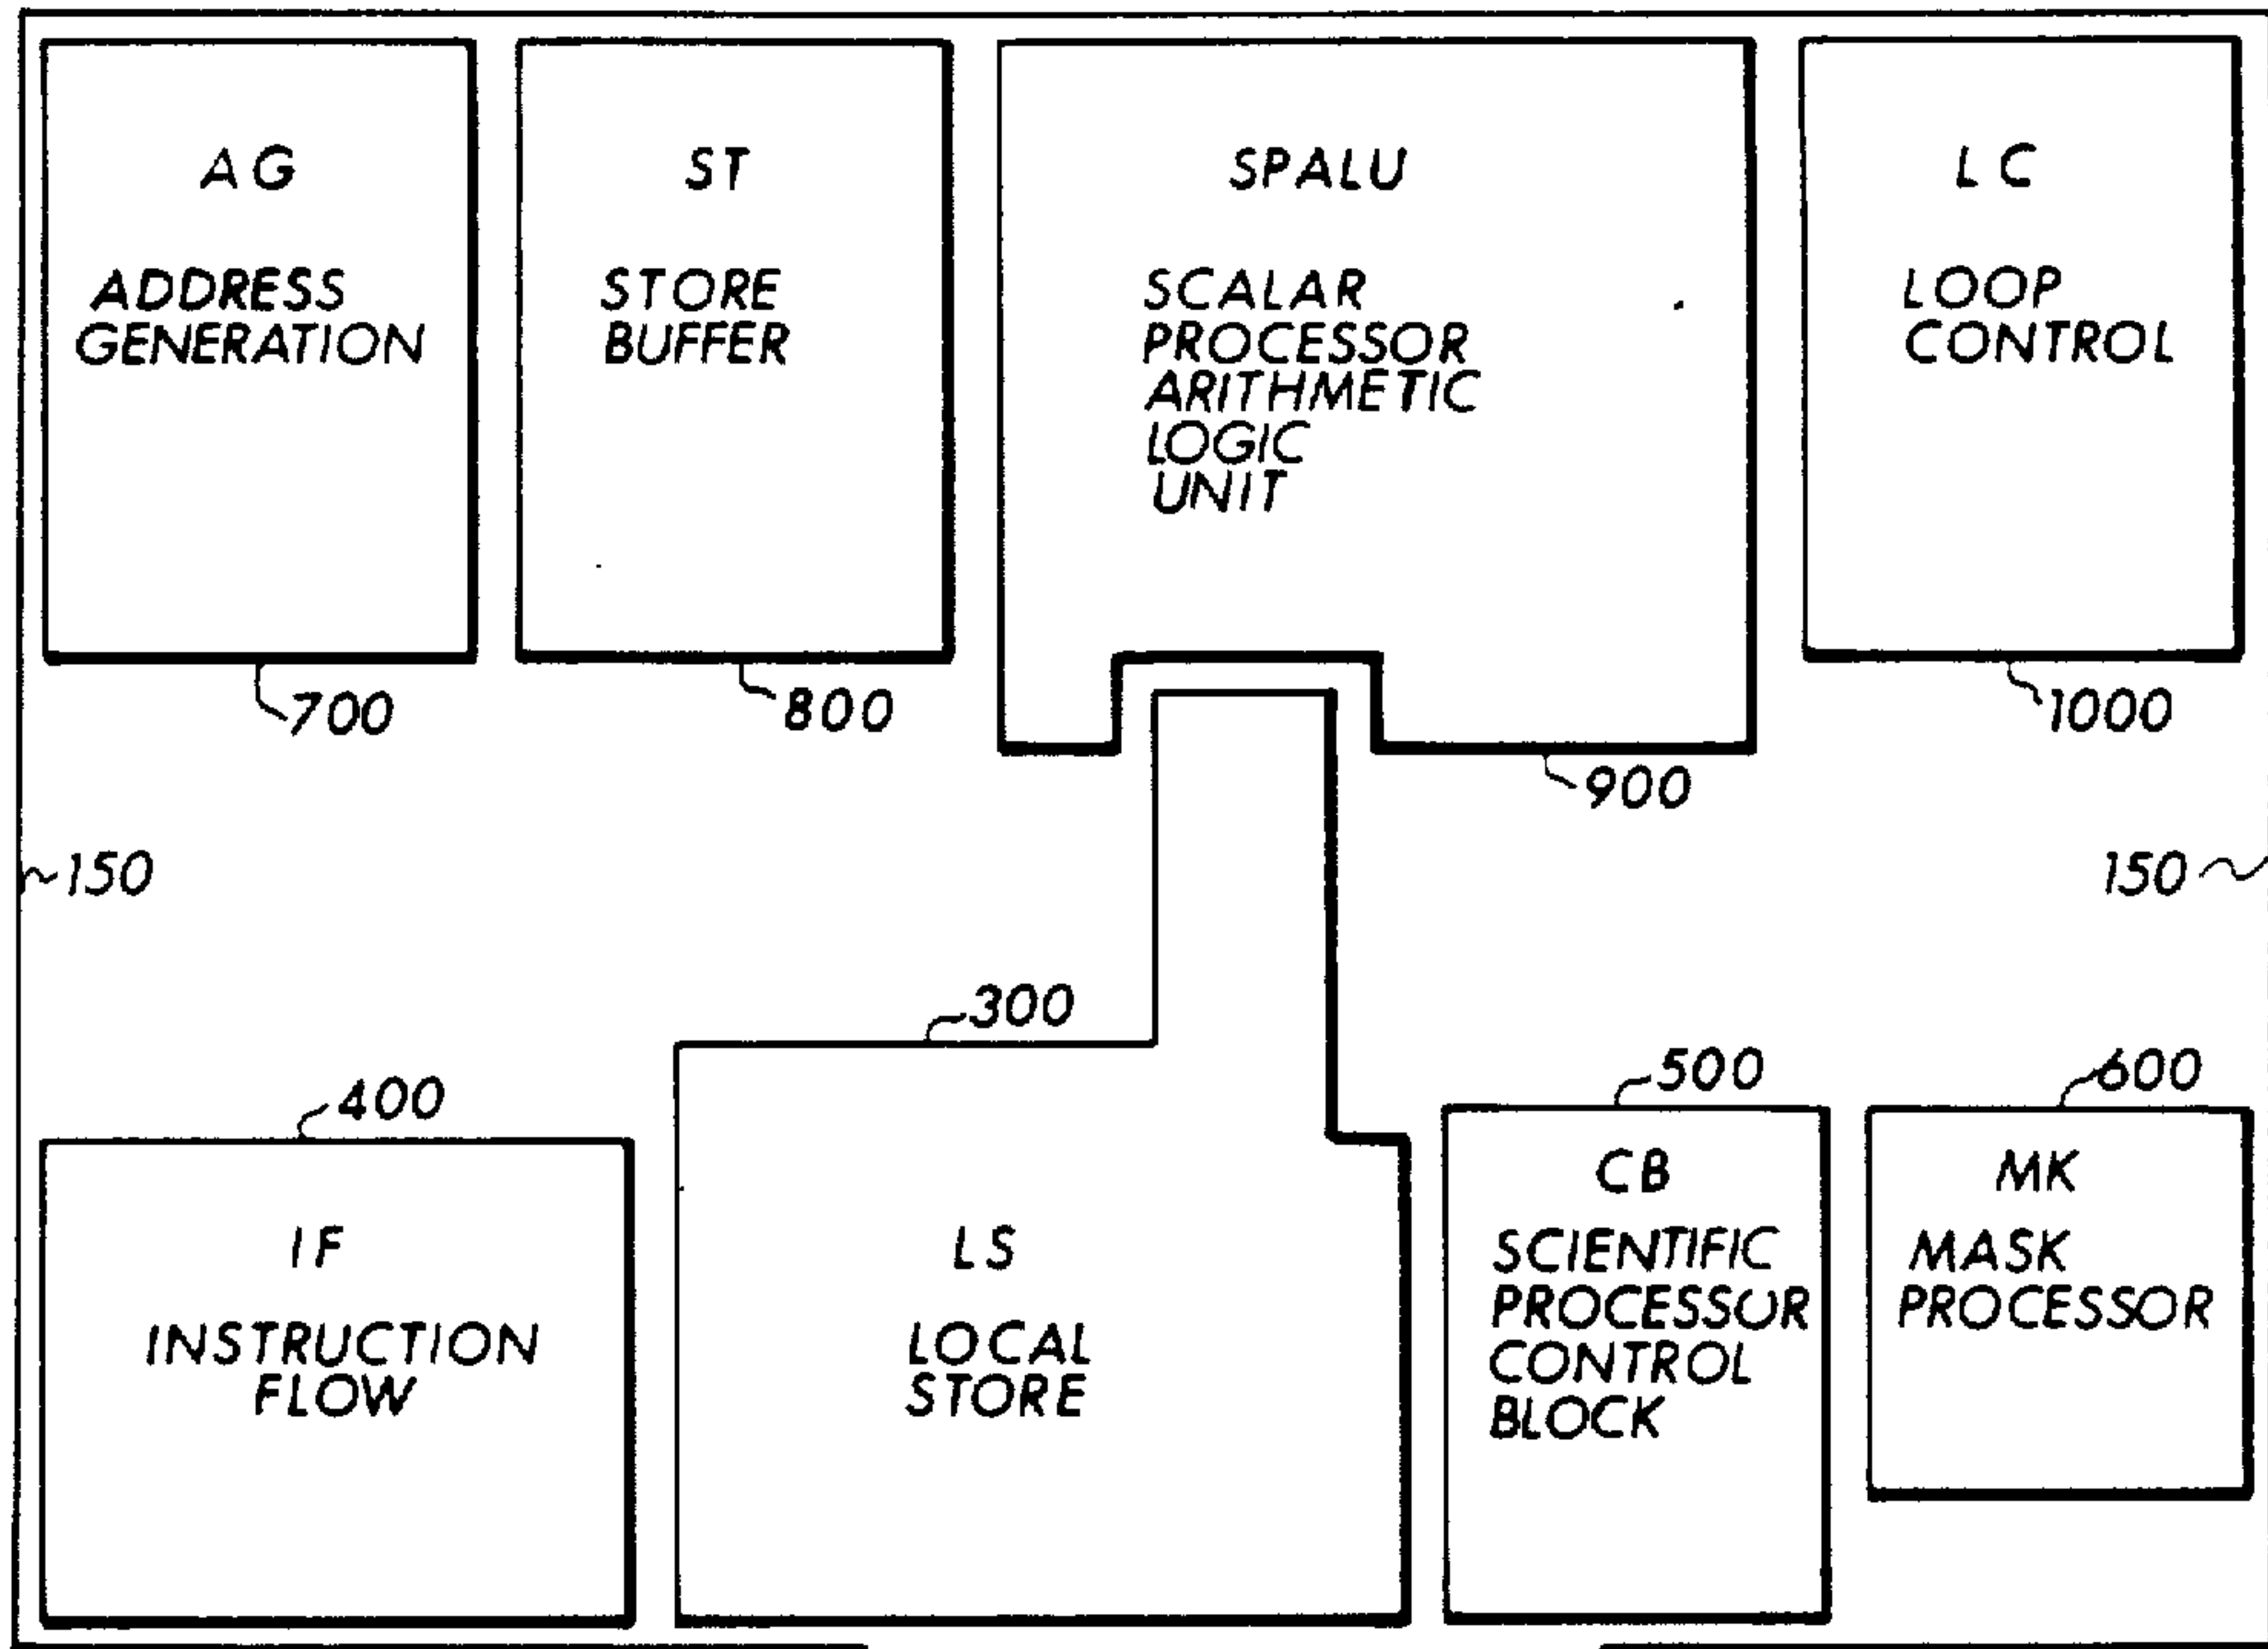 AG
ADDRESS
GENERATION
700
ST
STORE
BUFFER
800
SPALU
SCALAR
PROCESSOR
ARITHMETIC
LOGIC
UNIT
900
LC
LOOP
CONTROL
1000
150
150
400
IF
INSTRUCTION
FLOW
300
LS
LOCAL
STORE
500
CB
SCIENTIFIC
PROCESSOR
CONTROL
BLOCK
600
MK
MASK
PROCESSOR